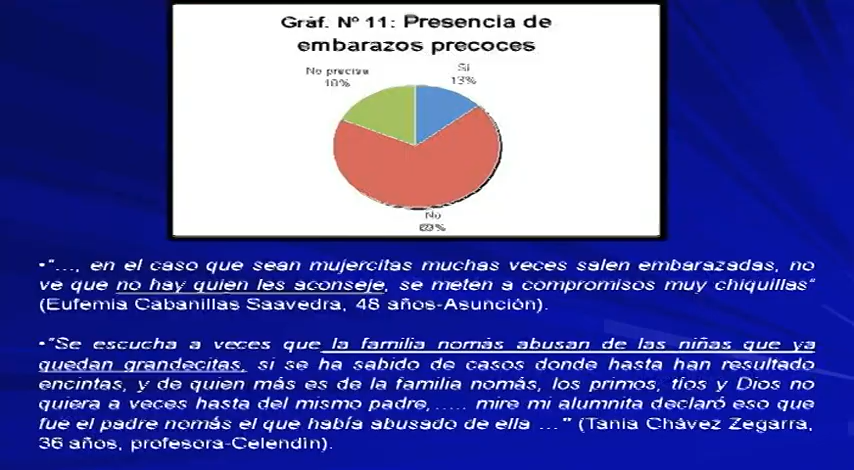 Gráf. Nº 11: Presencia de
embarazos precoces
No precisa
18%
Sí
13%
No
69%
•"..., en el caso que sean mujercitas muchas veces salen embarazadas, no
ve que no hay quien les aconseje, se meten a compromisos muy chiquillas"
(Eufemia Cabanillas Saavedra, 48 años-Asunción).
•"Se escucha a veces que la familia nomás abusan de las niñas que ya
quedan grandecitas, si se ha sabido de casos donde hasta han resultado
encintas, y de quien más es de la familia nomás, los primos, tíos y Dios no
quiera a veces hasta del mismo padre,..... mire mi alumnita declaró eso que
fue el padre nomás el que había abusado de ella ..." (Tania Chávez Zegarra,
36 años, profesora-Celendín).